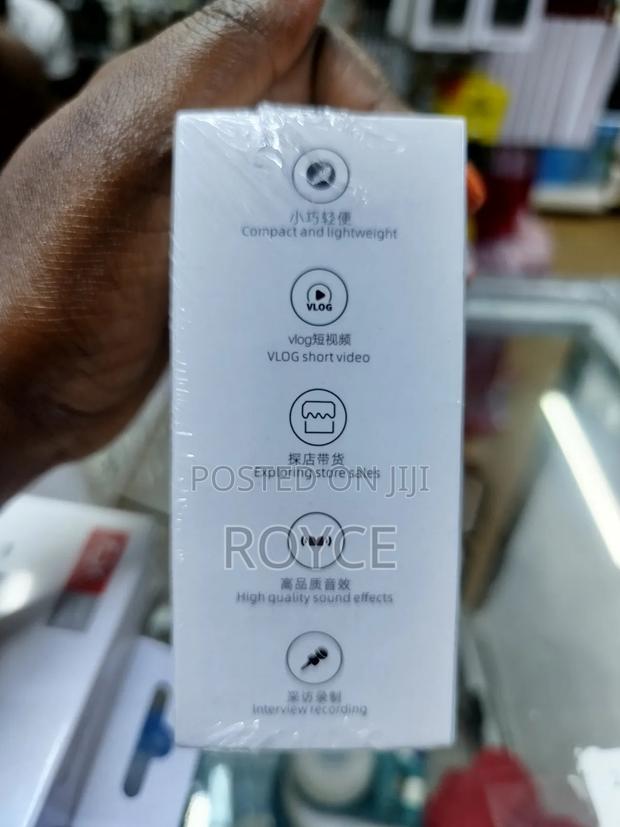 小巧轻便
Compact and lightweight
VLOG
vlog短视频
VLOG short video
探店带货
Exploring store sales
POSTED ON JIJI
ROYCE
高品质音效
High quality sound effects
采访录制
Interview recording